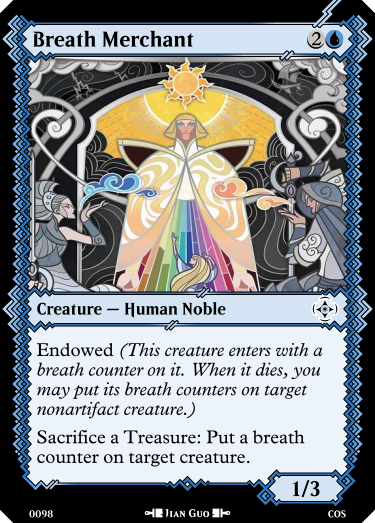 Breath Merchant 2
Creature — Human Noble
Endowed (This creature enters with a
breath counter on it. When it dies, you
may put its breath counters on target
nonartifact creature.)
Sacrifice a Treasure: Put a breath
counter on target creature.
1/3
0098 Jian Guo COS